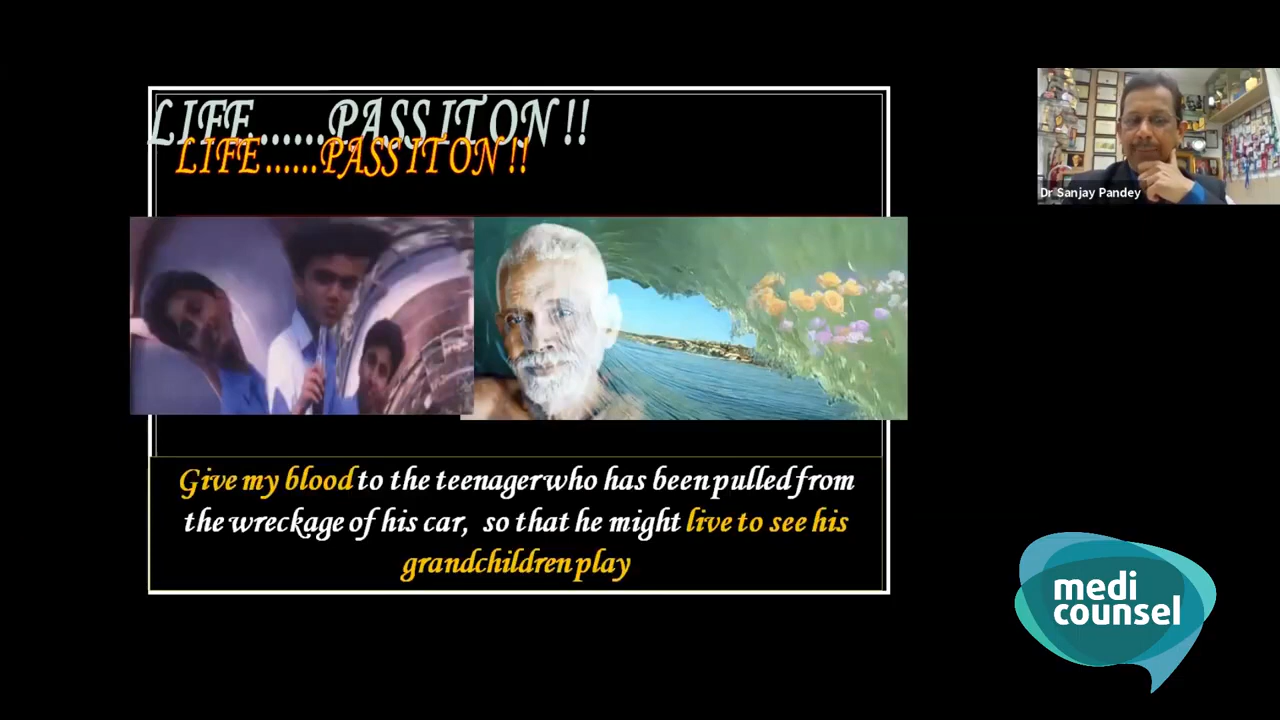 LIFE......PASS IT ON !!
LIFE......PASS IT ON !!
Dr Sanjay Pandey
Give my blood to the teenager who has been pulled from
the wreckage of his car, so that he might live to see his
grandchildren play
medi
counsel